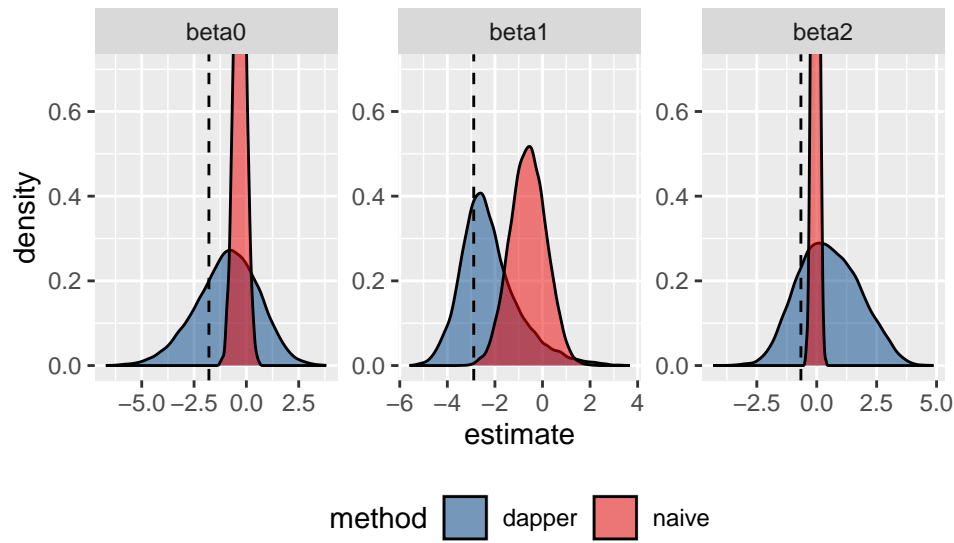 beta0 beta1 beta2
density
0.6 0.6 0.6
0.4 0.4 0.4
0.2 0.2 0.2
0.0 0.0 0.0
−5.0 −2.5 0.0 2.5 −6 −4 −2 0 2 4 −2.5 0.0 2.5 5.0
estimate
method dapper naive